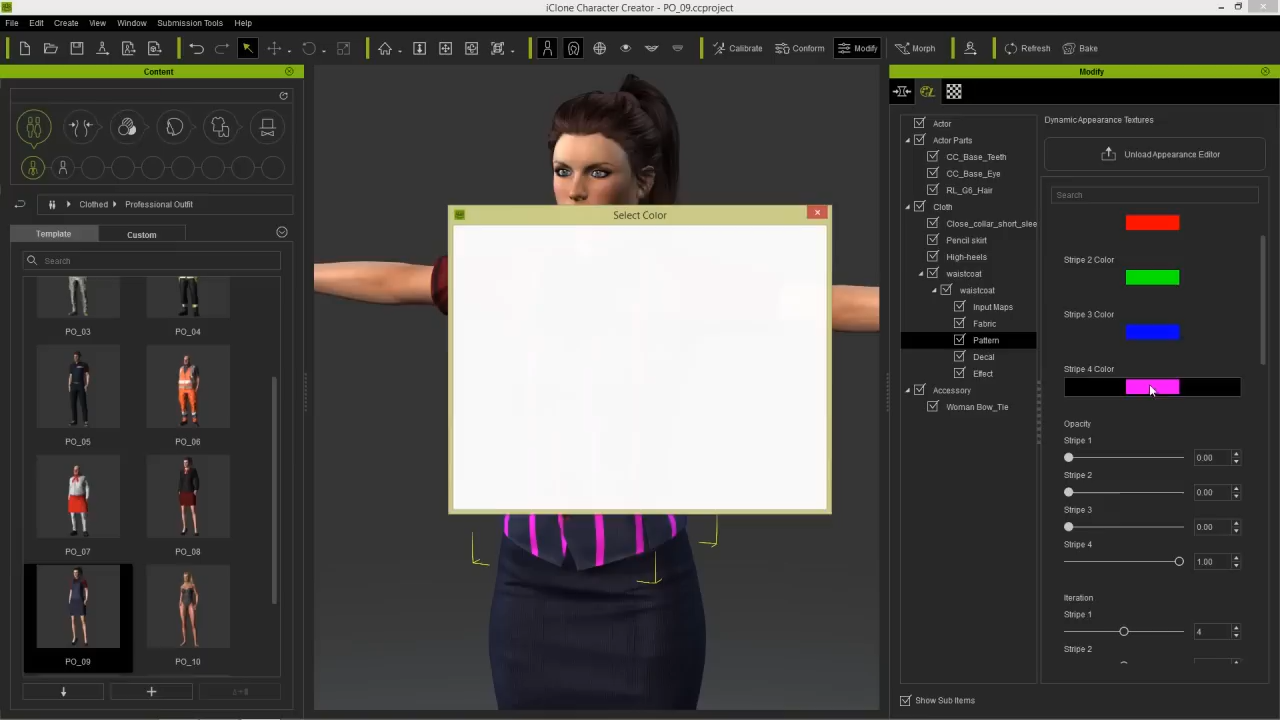 iClone Character Creator - PO_09.ccproject
File Edit Create View Window Submission Tools Help
Calibrate Conform Modify Morph Refresh Bake
Content
Clothed Professional Outfit
Template Custom
Search
PO_03 PO_04
PO_05 PO_06
PO_07 PO_08
PO_09 PO_10
Select Color
Modify
Actor
Actor Parts
CC_Base_Teeth
CC_Base_Eye
RL_G6_Hair
Cloth
Close_collar_short_slee
Pencil skirt
High-heels
waistcoat
waistcoat
Input Maps
Fabric
Pattern
Decal
Effect
Accessory
Woman Bow_Tie
Show Sub Items
Dynamic Appearance Textures
Unload Appearance Editor
Search
Stripe 2 Color
Stripe 3 Color
Stripe 4 Color
Opacity
Stripe 1
0.00
Stripe 2
0.00
Stripe 3
0.00
Stripe 4
1.00
Iteration
Stripe 1
4
Stripe 2